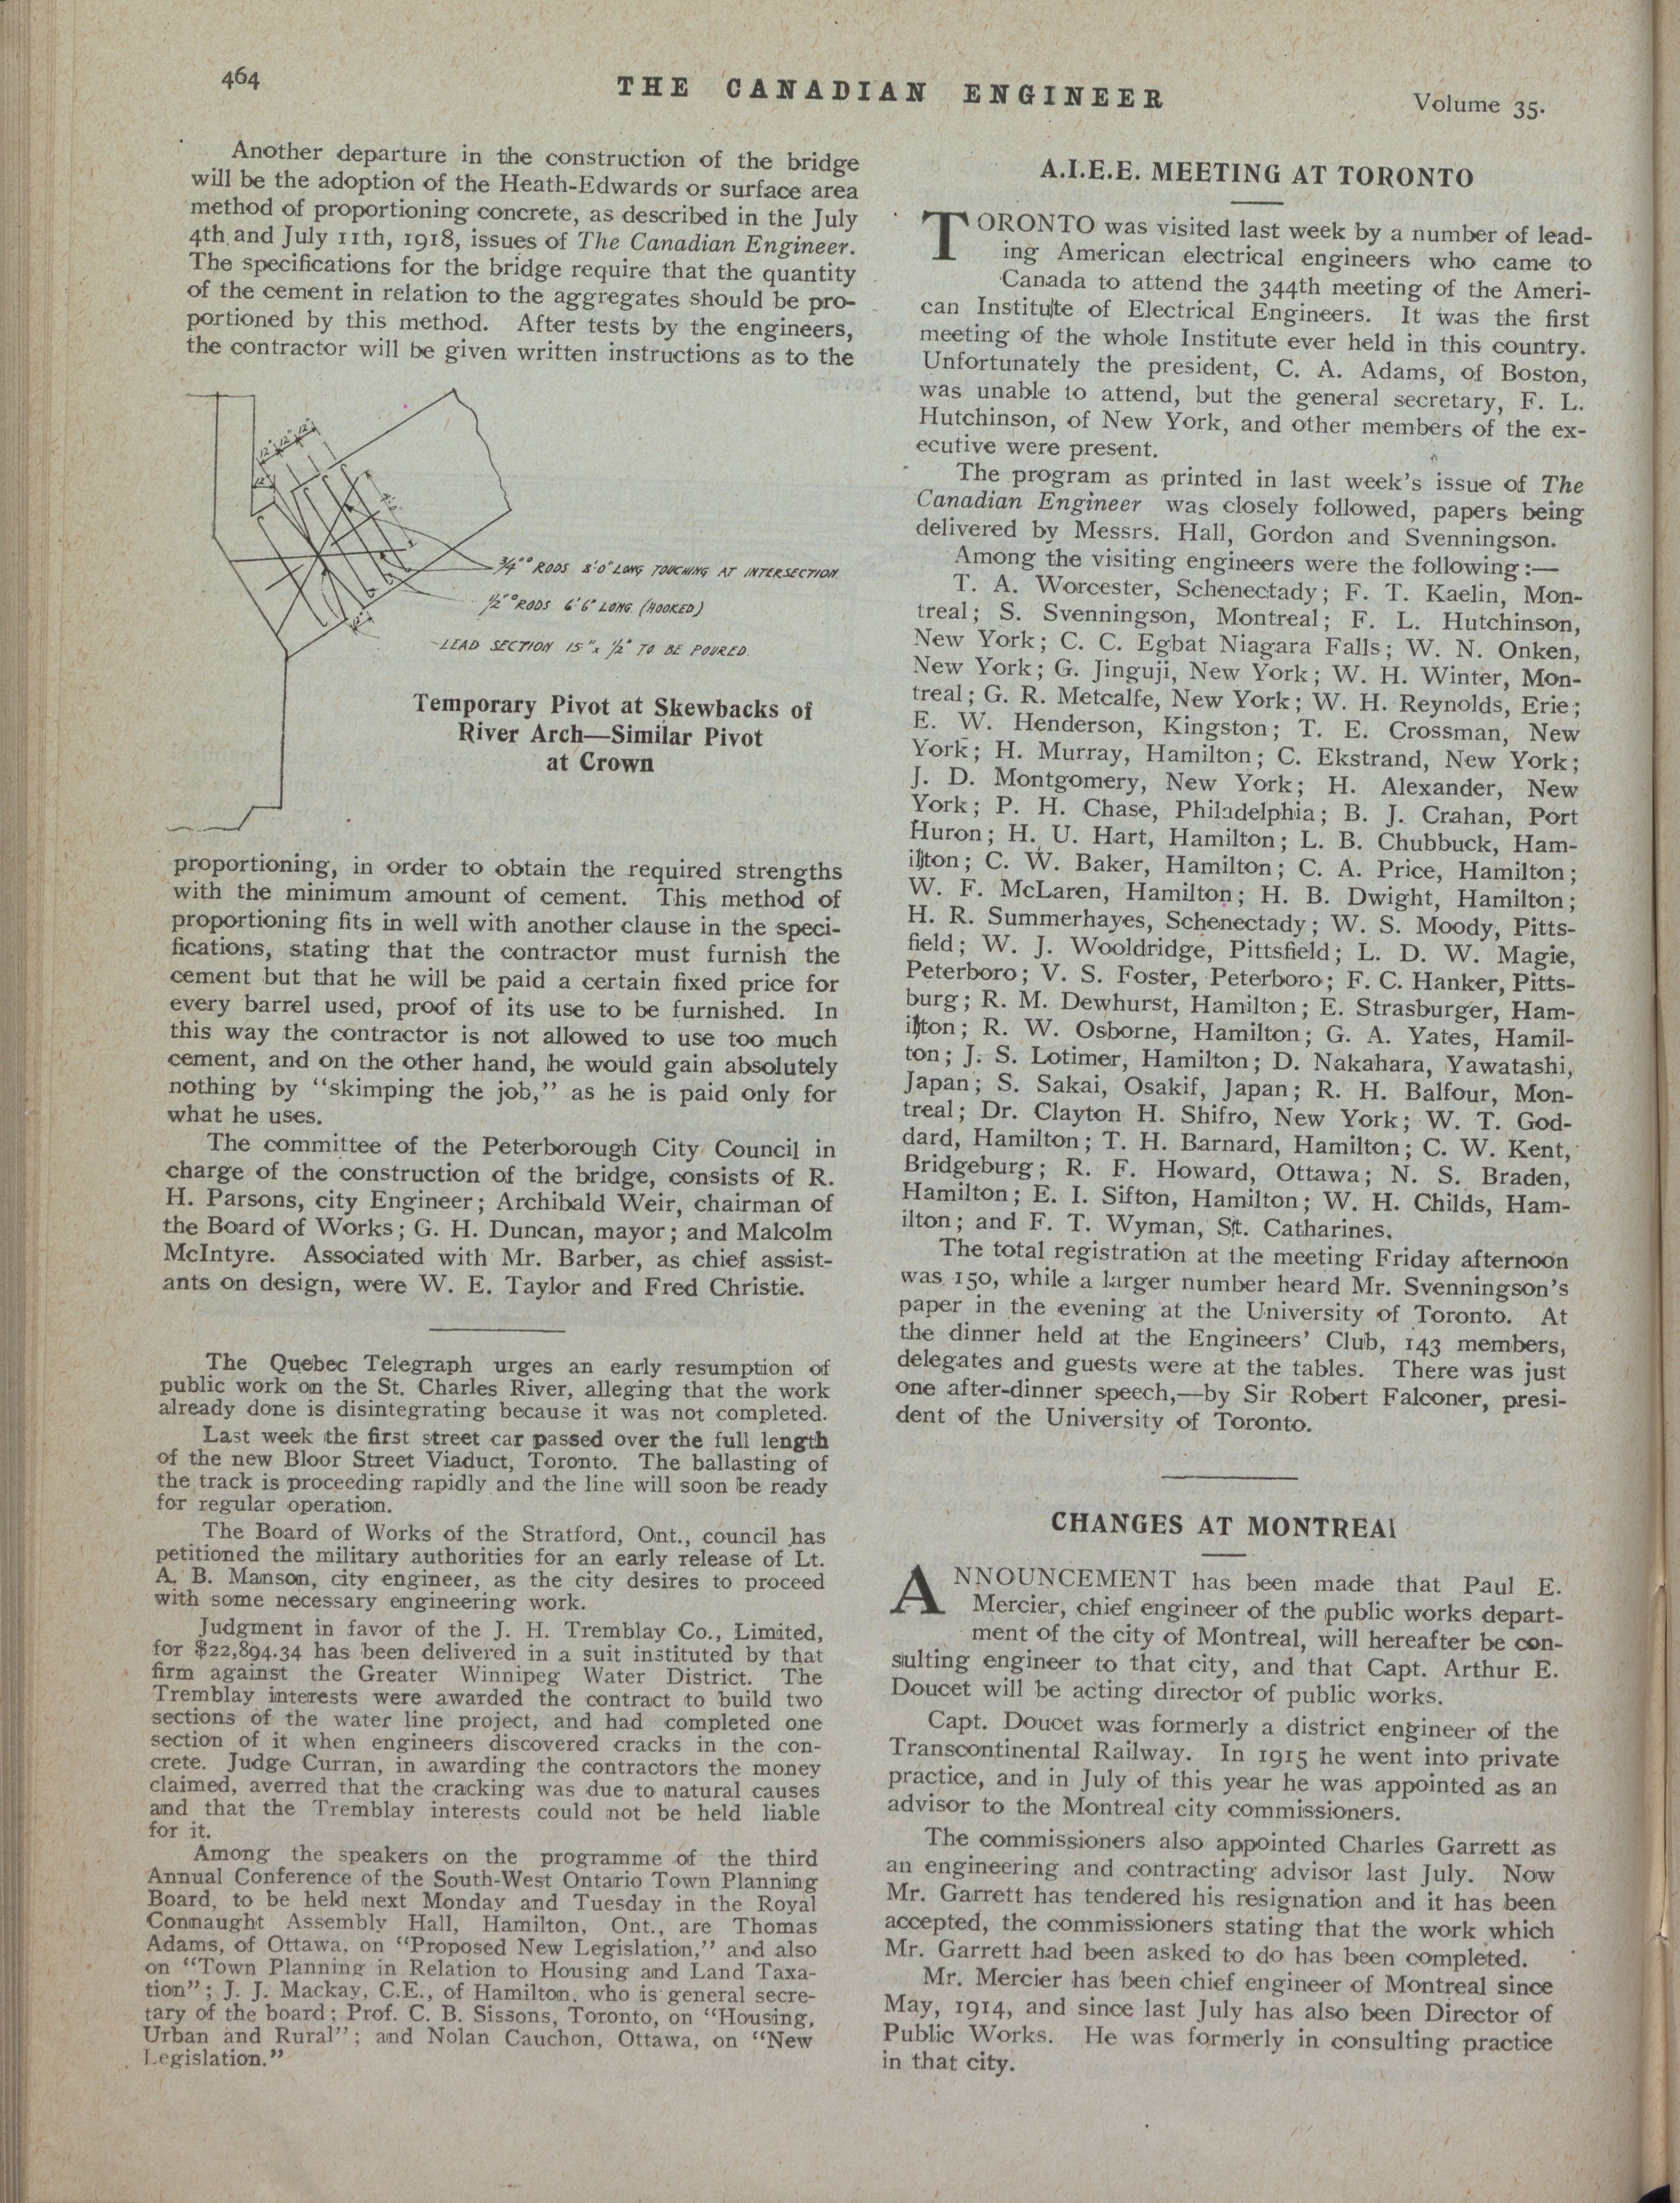 464
THE CANADIAN ENGINEER
Volume 35.
Another departure in the construction of the bridge
will be the adoption of the Heath-Edwards or surface area
method of proportioning concrete, as described in the July
4th and July 11th, 1918, issues of The Canadian Engineer.
The specifications for the bridge require that the quantity
of the cement in relation to the aggregates should be pro-
portioned by this method. After tests by the engineers,
the contractor will be given written instructions as to the
3/4"° RODS 8'0" LONG TOUCHING AT INTERSECTION.
1/2"° RODS 6'6" LONG (HOOKED)
LEAD SECTION 15" x 1/2" TO BE POURED.
Temporary Pivot at Skewbacks of
River Arch—Similar Pivot
at Crown
proportioning, in order to obtain the required strengths
with the minimum amount of cement. This method of
proportioning fits in well with another clause in the speci-
fications, stating that the contractor must furnish the
cement but that he will be paid a certain fixed price for
every barrel used, proof of its use to be furnished. In
this way the contractor is not allowed to use too much
cement, and on the other hand, he would gain absolutely
nothing by "skimping the job," as he is paid only for
what he uses.
The committee of the Peterborough City Council in
charge of the construction of the bridge, consists of R.
H. Parsons, city Engineer; Archibald Weir, chairman of
the Board of Works; G. H. Duncan, mayor; and Malcolm
McIntyre. Associated with Mr. Barber, as chief assist-
ants on design, were W. E. Taylor and Fred Christie.
The Quebec Telegraph urges an early resumption of
public work on the St. Charles River, alleging that the work
already done is disintegrating because it was not completed.
Last week the first street car passed over the full length
of the new Bloor Street Viaduct, Toronto. The ballasting of
the track is proceeding rapidly and the line will soon be ready
for regular operation.
The Board of Works of the Stratford, Ont., council has
petitioned the military authorities for an early release of Lt.
A. B. Manson, city engineer, as the city desires to proceed
with some necessary engineering work.
Judgment in favor of the J. H. Tremblay Co., Limited,
for $22,894.34 has been delivered in a suit instituted by that
firm against the Greater Winnipeg Water District. The
Tremblay interests were awarded the contract to build two
sections of the water line project, and had completed one
section of it when engineers discovered cracks in the con-
crete. Judge Curran, in awarding the contractors the money
claimed, averred that the cracking was due to natural causes
and that the Tremblay interests could not be held liable
for it.
Among the speakers on the programme of the third
Annual Conference of the South-West Ontario Town Planning
Board, to be held next Monday and Tuesday in the Royal
Connaught Assembly Hall, Hamilton, Ont., are Thomas
Adams, of Ottawa, on "Proposed New Legislation," and also
on "Town Planning in Relation to Housing and Land Taxa-
tion"; J. J. Mackay, C.E., of Hamilton, who is general secre-
tary of the board; Prof. C. B. Sissons, Toronto, on "Housing,
Urban and Rural"; and Nolan Cauchon, Ottawa, on "New
Legislation."
A.I.E.E. MEETING AT TORONTO
TORONTO was visited last week by a number of lead-
ing American electrical engineers who came to
Canada to attend the 344th meeting of the Ameri-
can Institute of Electrical Engineers. It was the first
meeting of the whole Institute ever held in this country.
Unfortunately the president, C. A. Adams, of Boston,
was unable to attend, but the general secretary, F. L.
Hutchinson, of New York, and other members of the ex-
ecutive were present.
The program as printed in last week's issue of The
Canadian Engineer was closely followed, papers being
delivered by Messrs. Hall, Gordon and Svenningson.
Among the visiting engineers were the following:—
T. A. Worcester, Schenectady; F. T. Kaelin, Mon-
treal; S. Svenningson, Montreal; F. L. Hutchinson,
New York; C. C. Egbat Niagara Falls; W. N. Onken,
New York; G. Jinguji, New York; W. H. Winter, Mon-
treal; G. R. Metcalfe, New York; W. H. Reynolds, Erie;
E. W. Henderson, Kingston; T. E. Crossman, New
York; H. Murray, Hamilton; C. Ekstrand, New York;
J. D. Montgomery, New York; H. Alexander, New
York; P. H. Chase, Philadelphia; B. J. Crahan, Port
Huron; H. U. Hart, Hamilton; L. B. Chubbuck, Ham-
ilton; C. W. Baker, Hamilton; C. A. Price, Hamilton;
W. F. McLaren, Hamilton; H. B. Dwight, Hamilton;
H. R. Summerhayes, Schenectady; W. S. Moody, Pitts-
field; W. J. Wooldridge, Pittsfield; L. D. W. Magie,
Peterboro; V. S. Foster, Peterboro; F. C. Hanker, Pitts-
burg; R. M. Dewhurst, Hamilton; E. Strasburger, Ham-
ilton; R. W. Osborne, Hamilton; G. A. Yates, Hamil-
ton; J. S. Lotimer, Hamilton; D. Nakahara, Yawatashi,
Japan; S. Sakai, Osakif, Japan; R. H. Balfour, Mon-
treal; Dr. Clayton H. Shifro, New York; W. T. God-
dard, Hamilton; T. H. Barnard, Hamilton; C. W. Kent,
Bridgeburg; R. F. Howard, Ottawa; N. S. Braden,
Hamilton; E. I. Sifton, Hamilton; W. H. Childs, Ham-
ilton; and F. T. Wyman, St. Catharines.
The total registration at the meeting Friday afternoon
was 150, while a larger number heard Mr. Svenningson's
paper in the evening at the University of Toronto. At
the dinner held at the Engineers' Club, 143 members,
delegates and guests were at the tables. There was just
one after-dinner speech,—by Sir Robert Falconer, presi-
dent of the University of Toronto.
CHANGES AT MONTREAL
ANNOUNCEMENT has been made that Paul E.
Mercier, chief engineer of the public works depart-
ment of the city of Montreal, will hereafter be con-
sulting engineer to that city, and that Capt. Arthur E.
Doucet will be acting director of public works.
Capt. Doucet was formerly a district engineer of the
Transcontinental Railway. In 1915 he went into private
practice, and in July of this year he was appointed as an
advisor to the Montreal city commissioners.
The commissioners also appointed Charles Garrett as
an engineering and contracting advisor last July. Now
Mr. Garrett has tendered his resignation and it has been
accepted, the commissioners stating that the work which
Mr. Garrett had been asked to do has been completed.
Mr. Mercier has been chief engineer of Montreal since
May, 1914, and since last July has also been Director of
Public Works. He was formerly in consulting practice
in that city.